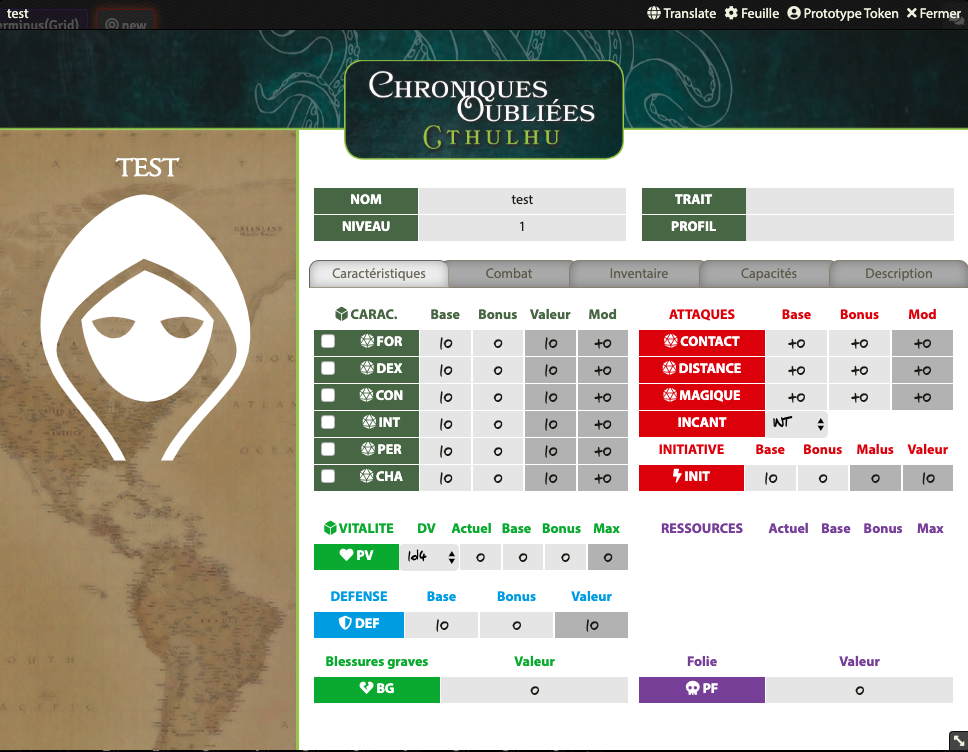 test
Translate Feuille Prototype Token Fermer
erminus(Grid) new
CHRONIQUES
OUBLIÉES
CTHULHU
TEST
NOM test TRAIT
NIVEAU 1 PROFIL
Caractéristiques Combat Inventaire Capacités Description
CARAC. Base Bonus Valeur Mod ATTAQUES Base Bonus Mod
FOR 10 0 10 +0 CONTACT +0 +0 +0
DEX 10 0 10 +0 DISTANCE +0 +0 +0
CON 10 0 10 +0 MAGIQUE +0 +0 +0
INT 10 0 10 +0 INCANT INT
PER 10 0 10 +0 INITIATIVE Base Bonus Malus Valeur
CHA 10 0 10 +0 INIT 10 0 0 10
VITALITE DV Actuel Base Bonus Max RESSOURCES Actuel Base Bonus Max
PV 1d4 0 0 0 0
DEFENSE Base Bonus Valeur
DEF 10 0 10
Blessures graves Valeur Folie Valeur
BG 0 PF 0